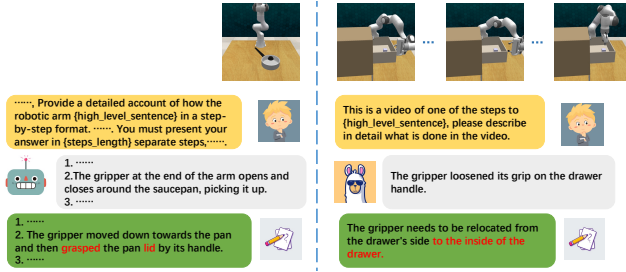 ······, Provide a detailed account of how the
robotic arm {high_level_sentence} in a step-
by-step format. ······. You must present your
answer in {steps_length} separate steps,······.
1. ······
2.The gripper at the end of the arm opens and
closes around the saucepan, picking it up.
3. ······
1. ······
2. The gripper moved down towards the pan
and then grasped the pan lid by its handle.
3. ······
··· ···
This is a video of one of the steps to
{high_level_sentence}, please describe
in detail what is done in the video.
The gripper loosened its grip on the drawer
handle.
The gripper needs to be relocated from
the drawer's side to the inside of the
drawer.